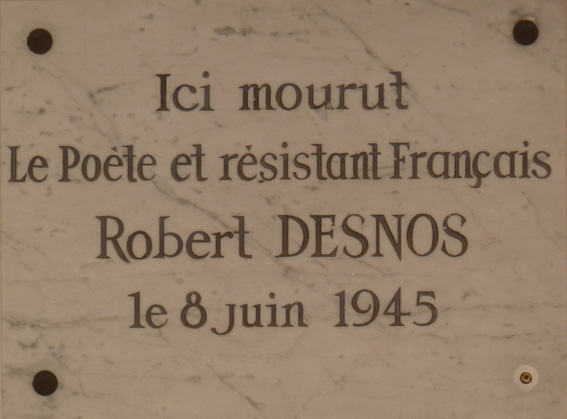 Ici mourut
Le Poète et résistant Français
Robert DESNOS
le 8 juin 1945